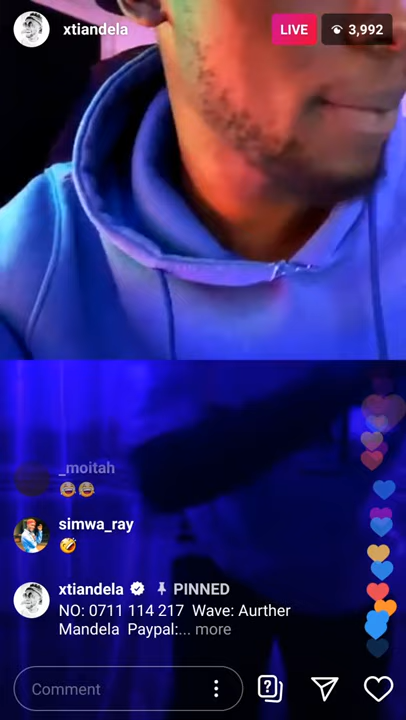 xtiandela
LIVE
3,992
_moitah
😂😂
simwa_ray
🤣
xtiandela PINNED
NO: 0711 114 217 Wave: Aurther
Mandela Paypal:... more
Comment